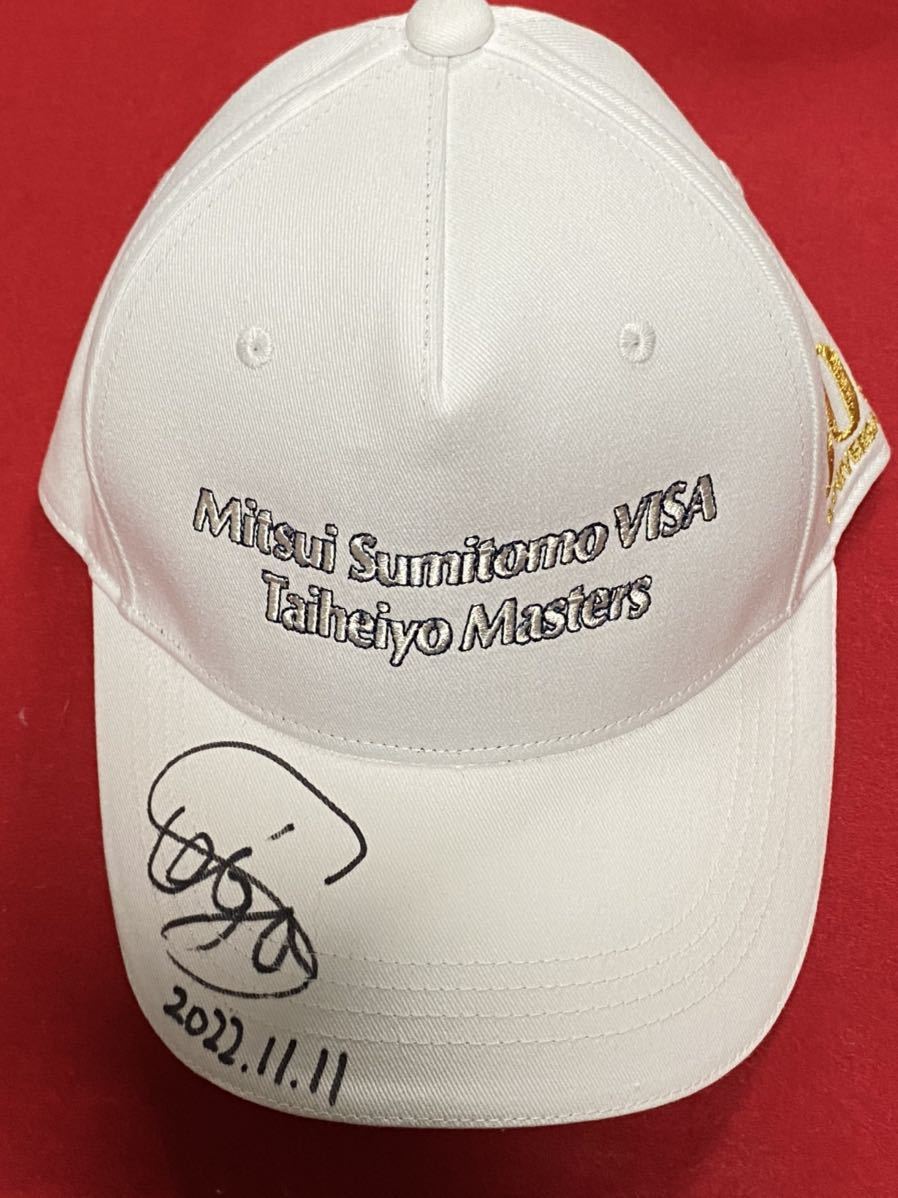 Mitsui Sumitomo VISA
Taiheiyo Masters
2022.11.11